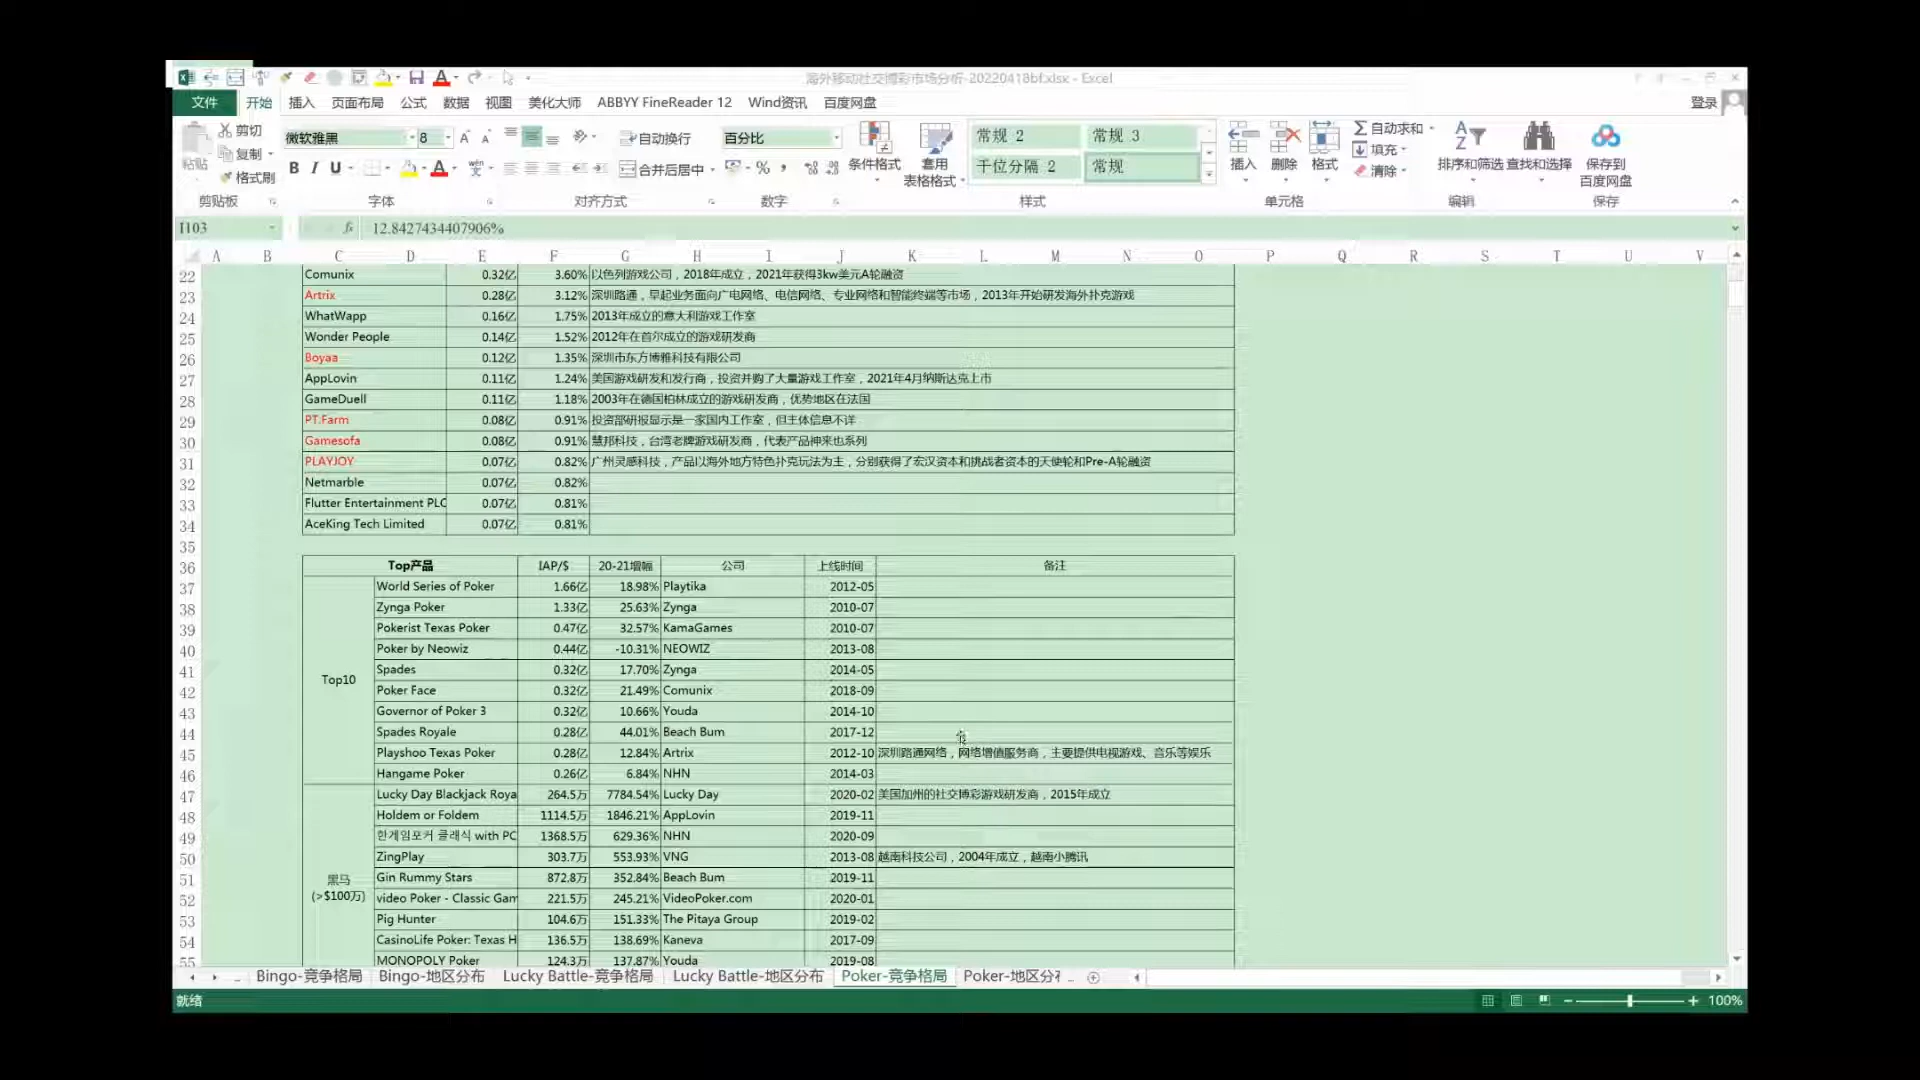 海外移动社交博彩市场分析-20220418bf.xlsx - Excel
文件 开始 插入 页面布局 公式 数据 视图 美化大师 ABBYY FineReader 12 Wind资讯 百度网盘 登录
剪切 微软雅黑 8 自动换行 百分比 常规 2 常规 3 自动求和
粘贴 复制 条件格式 套用 插入 删除 格式 填充 排序和筛选 查找和选择 保存到
格式刷 B I U 合并后居中 % 表格格式 千位分隔 2 常规 清除 百度网盘
剪贴板 字体 对齐方式 数字 样式 单元格 编辑 保存
I103 fx 12.8427434407906%
A B C D E F G H I J K L M N O P Q R S T U V
22 Comunix 0.32亿 3.60% 以色列游戏公司，2018年成立，2021年获得3kw美元A轮融资
23 Artrix 0.28亿 3.12% 深圳路通，早起业务面向广电网络、电信网络、专业网络和智能终端等市场，2013年开始研发海外扑克游戏
24 WhatWapp 0.16亿 1.75% 2013年成立的意大利游戏工作室
25 Wonder People 0.14亿 1.52% 2012年在首尔成立的游戏研发商
26 Boyaa 0.12亿 1.35% 深圳市东方博雅科技有限公司
27 AppLovin 0.11亿 1.24% 美国游戏研发和发行商，投资并购了大量游戏工作室，2021年4月纳斯达克上市
28 GameDuell 0.11亿 1.18% 2003年在德国柏林成立的游戏研发商，优势地区在法国
29 PT.Farm 0.08亿 0.91% 投资部研报显示是一家国内工作室，但主体信息不详
30 Gamesofa 0.08亿 0.91% 慧邦科技，台湾老牌游戏研发商，代表产品神来也系列
31 PLAYJOY 0.07亿 0.82% 广州灵感科技，产品以海外地方特色扑克玩法为主，分别获得了宏汉资本和挑战者资本的天使轮和Pre-A轮融资
32 Netmarble 0.07亿 0.82%
33 Flutter Entertainment PLC 0.07亿 0.81%
34 AceKing Tech Limited 0.07亿 0.81%
35
36 Top产品 IAP/$ 20-21增幅 公司 上线时间 备注
37 World Series of Poker 1.66亿 18.98% Playtika 2012-05
38 Zynga Poker 1.33亿 25.63% Zynga 2010-07
39 Pokerist Texas Poker 0.47亿 32.57% KamaGames 2010-07
40 Poker by Neowiz 0.44亿 -10.31% NEOWIZ 2013-08
41 Spades 0.32亿 17.70% Zynga 2014-05
Top10
42 Poker Face 0.32亿 21.49% Comunix 2018-09
43 Governor of Poker 3 0.32亿 10.66% Youda 2014-10
44 Spades Royale 0.28亿 44.01% Beach Bum 2017-12
45 Playshoo Texas Poker 0.28亿 12.84% Artrix 2012-10 深圳路通网络，网络增值服务商，主要提供电视游戏、音乐等娱乐
46 Hangame Poker 0.26亿 6.84% NHN 2014-03
47 Lucky Day Blackjack Roya 264.5万 7784.54% Lucky Day 2020-02 美国加州的社交博彩游戏研发商，2015年成立
48 Holdem or Foldem 1114.5万 1846.21% AppLovin 2019-11
49 한게임포커 클래식 with PC 1368.5万 629.36% NHN 2020-09
50 ZingPlay 303.7万 553.93% VNG 2013-08 越南科技公司，2004年成立，越南小腾讯
51 Gin Rummy Stars 872.8万 352.84% Beach Bum 2019-11
黑马
(>$100万)
52 video Poker - Classic Gam 221.5万 245.21% VideoPoker.com 2020-01
53 Pig Hunter 104.6万 151.33% The Pitaya Group 2019-02
54 CasinoLife Poker: Texas H 136.5万 138.69% Kaneva 2017-09
55 MONOPOLY Poker 124.3万 137.87% Youda 2019-08
... Bingo-竞争格局 Bingo-地区分布 Lucky Battle-竞争格局 Lucky Battle-地区分布 Poker-竞争格局 Poker-地区分 ...
就绪 100%